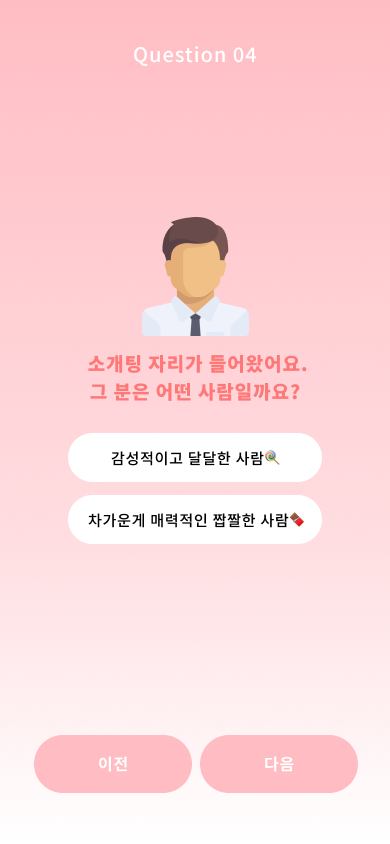 Question 04
소개팅 자리가 들어왔어요.
그 분은 어떤 사람일까요?
감성적이고 달달한 사람🍭
차가운게 매력적인 짭짤한 사람🍫
이전
다음